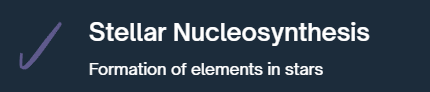 Stellar Nucleosynthesis
Formation of elements in stars